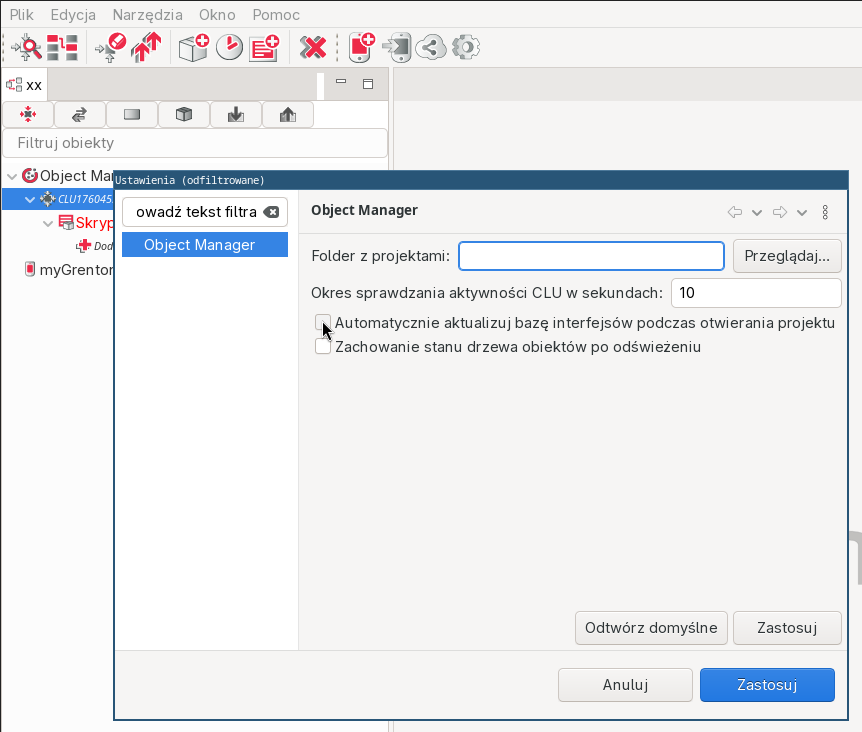 Plik Edycja Narzędzia Okno Pomoc
xx
Filtruj obiekty
Object Ma
Ustawienia (odfiltrowane)
CLU176045
owadź tekst filtra
Object Manager
Object Manager
Skryp
Dod
myGrenton
Folder z projektami:
Przeglądaj...
Okres sprawdzania aktywności CLU w sekundach: 10
Automatycznie aktualizuj bazę interfejsów podczas otwierania projektu
Zachowanie stanu drzewa obiektów po odświeżeniu
Odtwórz domyślne
Zastosuj
Anuluj
Zastosuj